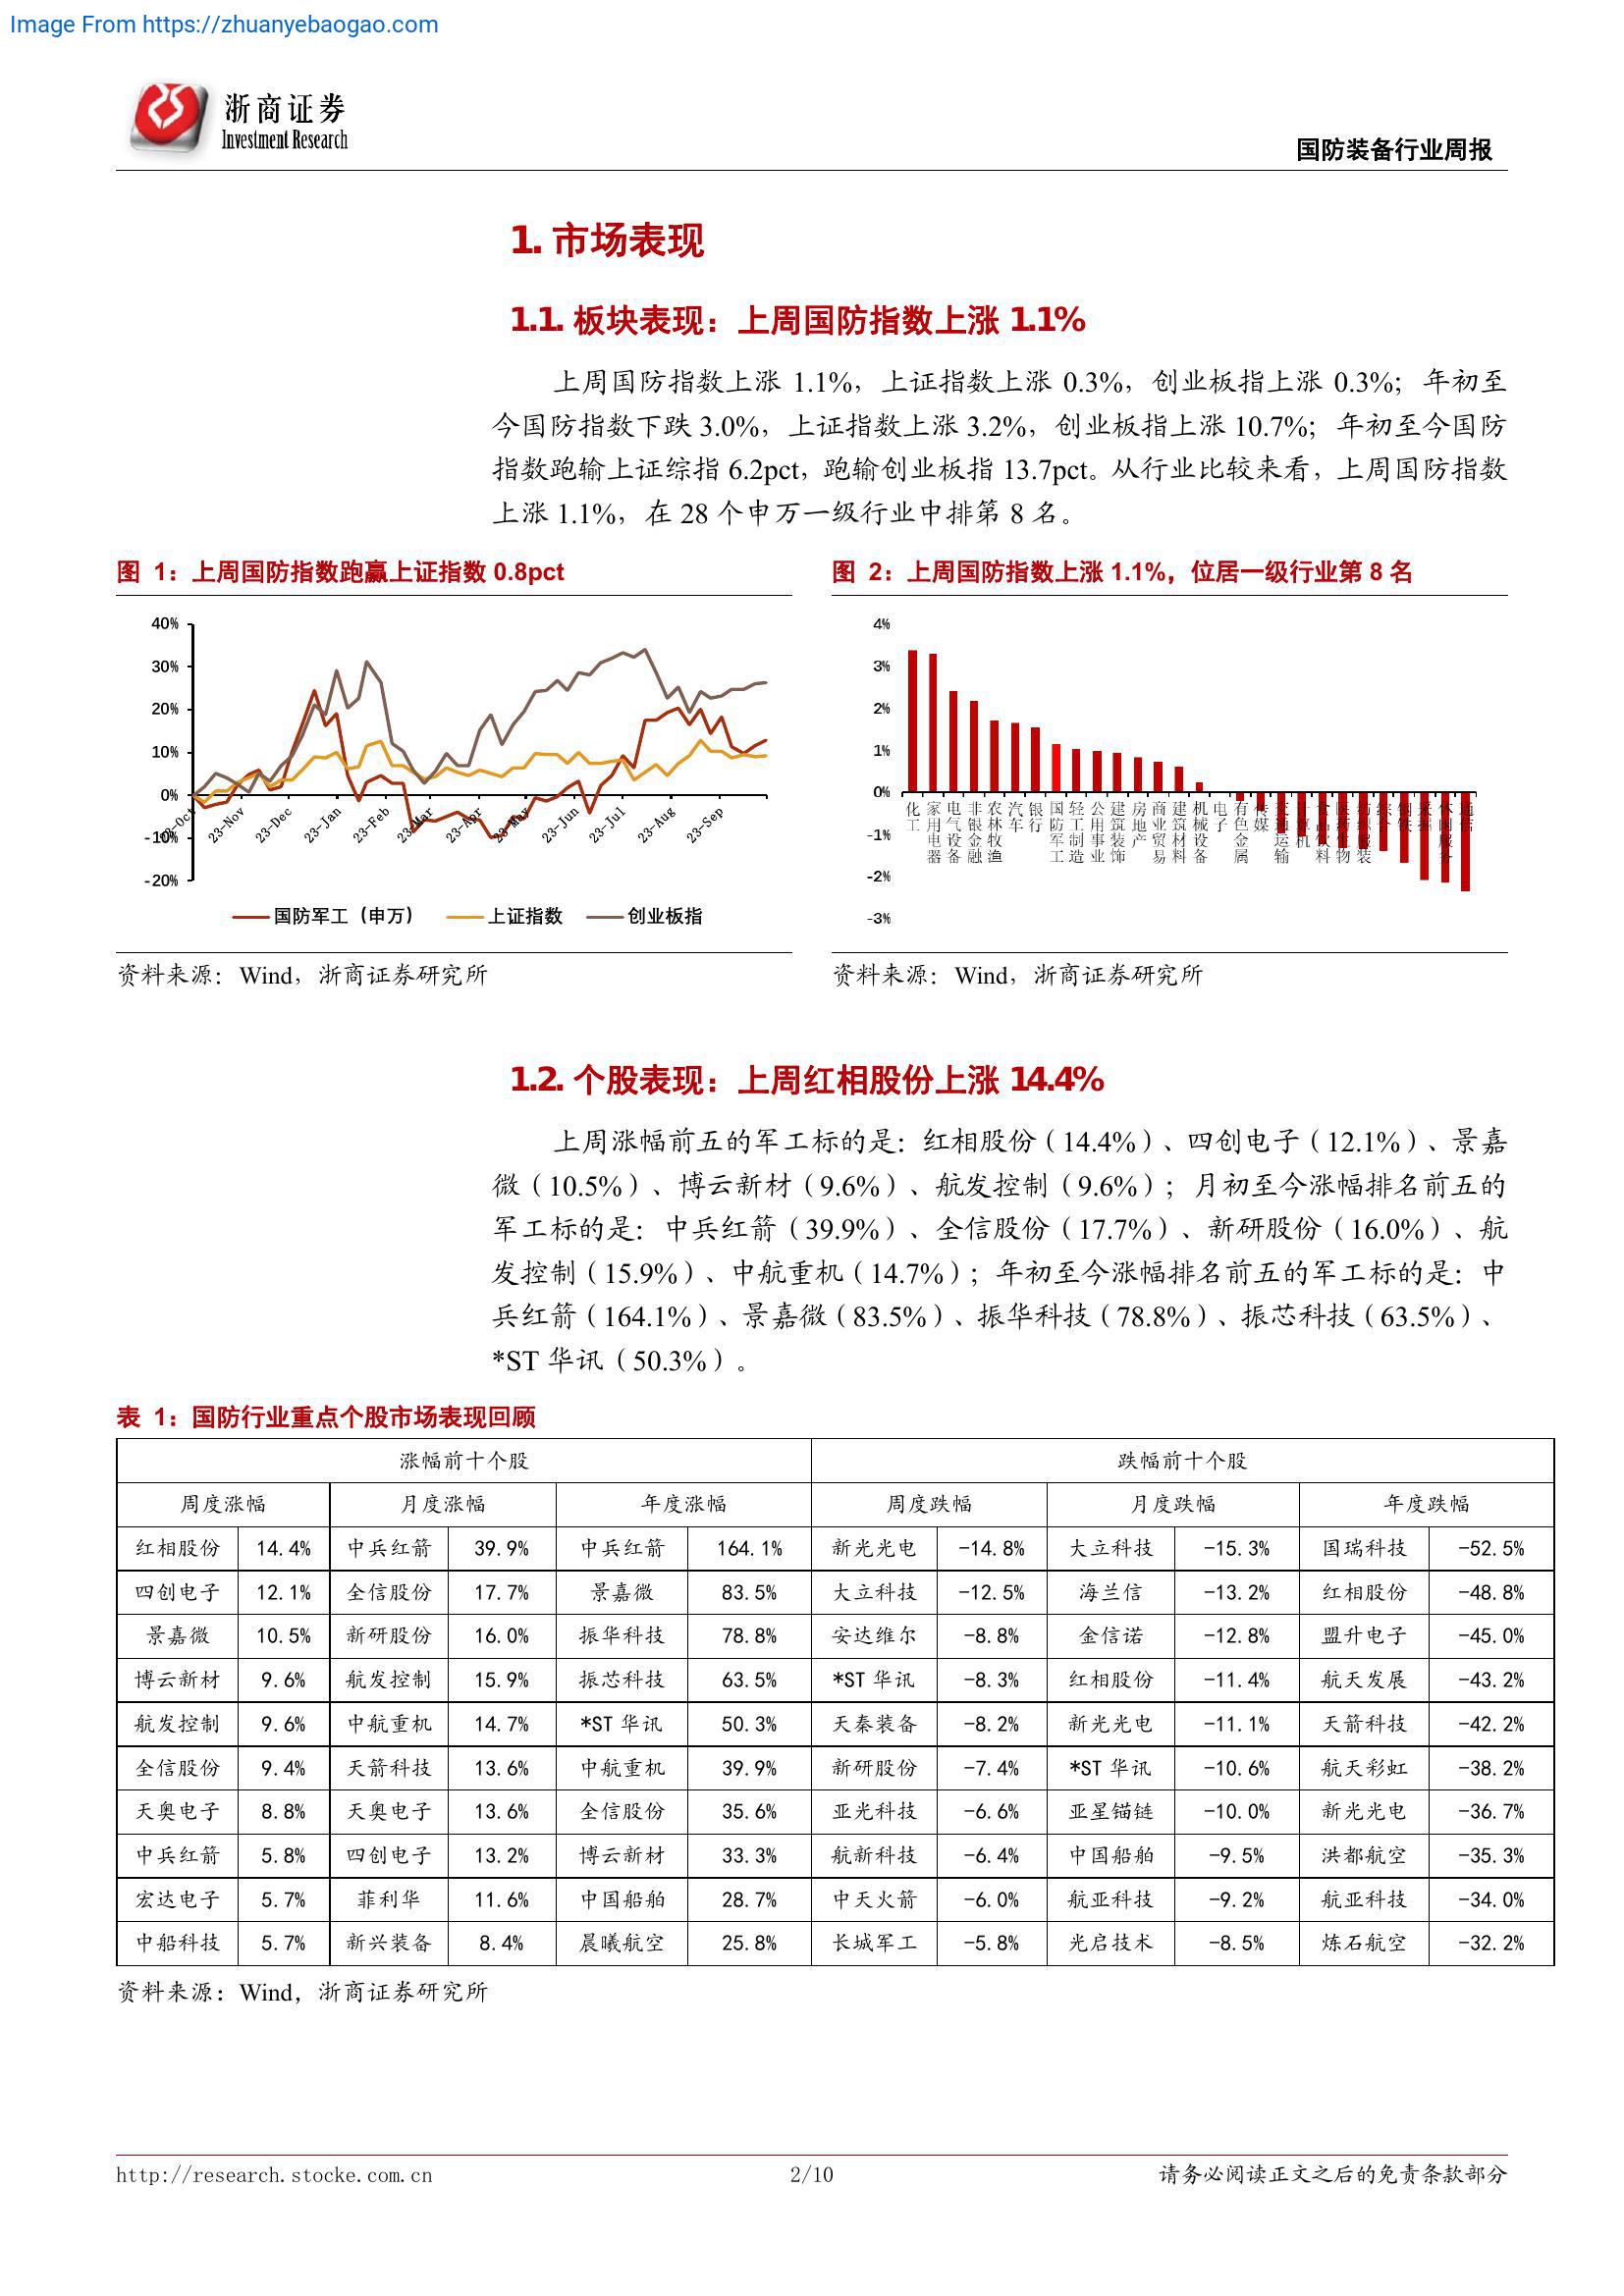 Image From https://zhuanyebaogao.com
浙商证券
Investment Research
国防装备行业周报
1. 市场表现
1.1. 板块表现：上周国防指数上涨 1.1%
上周国防指数上涨 1.1%，上证指数上涨 0.3%，创业板指上涨 0.3%；年初至
今国防指数下跌 3.0%，上证指数上涨 3.2%，创业板指上涨 10.7%；年初至今国防
指数跑输上证综指 6.2pct，跑输创业板指 13.7pct。从行业比较来看，上周国防指数
上涨 1.1%，在 28 个申万一级行业中排第 8 名。
图 1：上周国防指数跑赢上证指数 0.8pct
40%
30%
20%
10%
0%
-10%
-20%
23-Oct 23-Nov 23-Dec 23-Jan 23-Feb 23-Mar 23-Apr 23-May 23-Jun 23-Jul 23-Aug 23-Sep
国防军工（申万） 上证指数 创业板指
资料来源：Wind，浙商证券研究所
图 2：上周国防指数上涨 1.1%，位居一级行业第 8 名
4%
3%
2%
1%
0%
-1%
-2%
-3%
化工 家用电器 电气设备 非银金融 农林牧渔 汽车 银行 国防军工 轻工制造 公用事业 建筑装饰 房地产 商业贸易 建筑材料 机械设备 电子 有色金属 传媒 交通运输 计算机 食品饮料 医药生物 纺织服装 综合 钢铁 采掘 休闲服务 通信
资料来源：Wind，浙商证券研究所
1.2. 个股表现：上周红相股份上涨 14.4%
上周涨幅前五的军工标的是：红相股份（14.4%）、四创电子（12.1%）、景嘉
微（10.5%）、博云新材（9.6%）、航发控制（9.6%）；月初至今涨幅排名前五的
军工标的是：中兵红箭（39.9%）、全信股份（17.7%）、新研股份（16.0%）、航
发控制（15.9%）、中航重机（14.7%）；年初至今涨幅排名前五的军工标的是：中
兵红箭（164.1%）、景嘉微（83.5%）、振华科技（78.8%）、振芯科技（63.5%）、
*ST 华讯（50.3%）。
表 1：国防行业重点个股市场表现回顾
涨幅前十个股 跌幅前十个股
周度涨幅 月度涨幅 年度涨幅 周度跌幅 月度跌幅 年度跌幅
红相股份 14.4% 中兵红箭 39.9% 中兵红箭 164.1% 新光光电 -14.8% 大立科技 -15.3% 国瑞科技 -52.5%
四创电子 12.1% 全信股份 17.7% 景嘉微 83.5% 大立科技 -12.5% 海兰信 -13.2% 红相股份 -48.8%
景嘉微 10.5% 新研股份 16.0% 振华科技 78.8% 安达维尔 -8.8% 金信诺 -12.8% 盟升电子 -45.0%
博云新材 9.6% 航发控制 15.9% 振芯科技 63.5% *ST 华讯 -8.3% 红相股份 -11.4% 航天发展 -43.2%
航发控制 9.6% 中航重机 14.7% *ST 华讯 50.3% 天秦装备 -8.2% 新光光电 -11.1% 天箭科技 -42.2%
全信股份 9.4% 天箭科技 13.6% 中航重机 39.9% 新研股份 -7.4% *ST 华讯 -10.6% 航天彩虹 -38.2%
天奥电子 8.8% 天奥电子 13.6% 全信股份 35.6% 亚光科技 -6.6% 亚星锚链 -10.0% 新光光电 -36.7%
中兵红箭 5.8% 四创电子 13.2% 博云新材 33.3% 航新科技 -6.4% 中国船舶 -9.5% 洪都航空 -35.3%
宏达电子 5.7% 菲利华 11.6% 中国船舶 28.7% 中天火箭 -6.0% 航亚科技 -9.2% 航亚科技 -34.0%
中船科技 5.7% 新兴装备 8.4% 晨曦航空 25.8% 长城军工 -5.8% 光启技术 -8.5% 炼石航空 -32.2%
资料来源：Wind，浙商证券研究所
http://research.stocke.com.cn
2/10
请务必阅读正文之后的免责条款部分